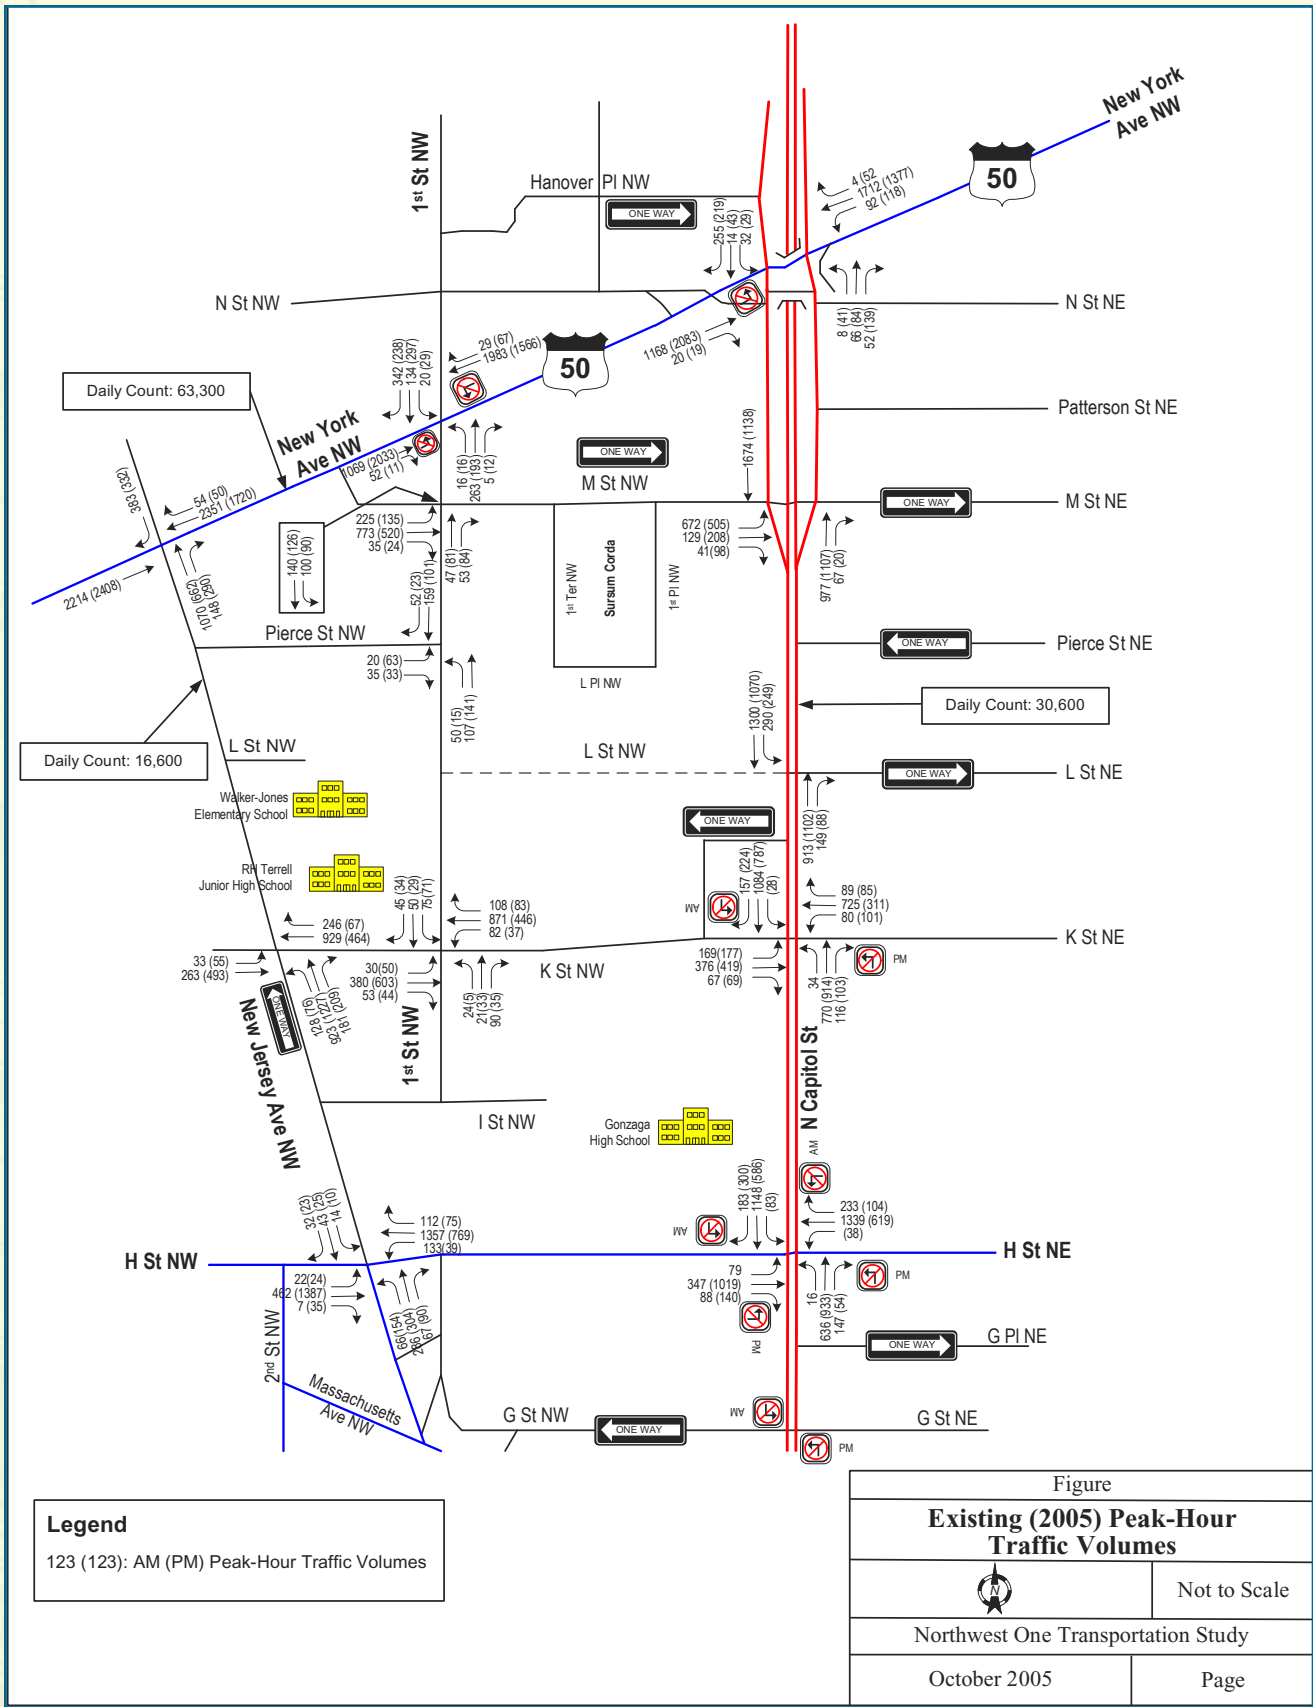 New York
Ave NW
50
1st St NW
Hanover Pl NW
ONE WAY
4 (52
1712 (1377)
92 (118)
255 (219)
14 (43)
32 (29)
N St NW
N St NE
8 (41)
66 (84)
52 (139)
1168 (2083)
20 (19)
29 (67)
1983 (1566)
50
342 (238)
134 (297)
20 (29)
Daily Count: 63,300
New York
Ave NW
Patterson St NE
1069 (2033)
52 (11)
16 (16)
263 (193)
5 (12)
ONE WAY
M St NW
1674 (1138)
383 (332)
54 (50)
2351 (1720)
ONE WAY
M St NE
225 (135)
773 (520)
35 (24)
47 (81)
53 (84)
672 (505)
129 (208)
41(98)
977 (1107)
67 (20)
140 (126)
100 (90)
1st Ter NW
Sursum Corda
1st Pl NW
2214 (2408)
1070 (662)
148 (290)
52 (23)
159 (101)
Pierce St NW
ONE WAY
Pierce St NE
20 (63)
35 (33)
L Pl NW
50 (15)
107 (141)
1300 (1070)
290 (249)
Daily Count: 30,600
Daily Count: 16,600
L St NW
L St NW
ONE WAY
L St NE
Walker-Jones
Elementary School
ONE WAY
913 (1102)
149 (88)
RH Terrell
Junior High School
45 (34)
50 (29)
75(71)
157 (224)
1084 (787)
(28)
AM
89 (85)
725 (311)
80 (101)
246 (67)
929 (464)
108 (83)
871 (446)
82 (37)
K St NW
K St NE
33 (55)
263 (493)
30(50)
380 (603)
53 (44)
169(177)
376 (419)
67 (69)
PM
ONE WAY
128 (76)
923 (1227)
181 (209)
24(5)
21(33)
90 (35)
34
770 (914)
116 (103)
New Jersey Ave NW
1st St NW
N Capitol St
I St NW
Gonzaga
High School
AM
32 (23)
43 (25)
14 (10)
112 (75)
1357 (769)
133(39)
183 (300)
1148 (586)
(83)
AM
233 (104)
1339 (619)
(38)
H St NW
H St NE
22(24)
462 (1387)
7 (35)
79
347 (1019)
88 (140)
PM
16
636 (933)
147 (54)
PM
66 (154)
286 (304)
67 (90)
2nd St NW
ONE WAY
G Pl NE
Massachusetts
Ave NW
G St NW
ONE WAY
AM
G St NE
PM
Legend
123 (123): AM (PM) Peak-Hour Traffic Volumes
Figure
Existing (2005) Peak-Hour
Traffic Volumes
N
Not to Scale
Northwest One Transportation Study
October 2005
Page